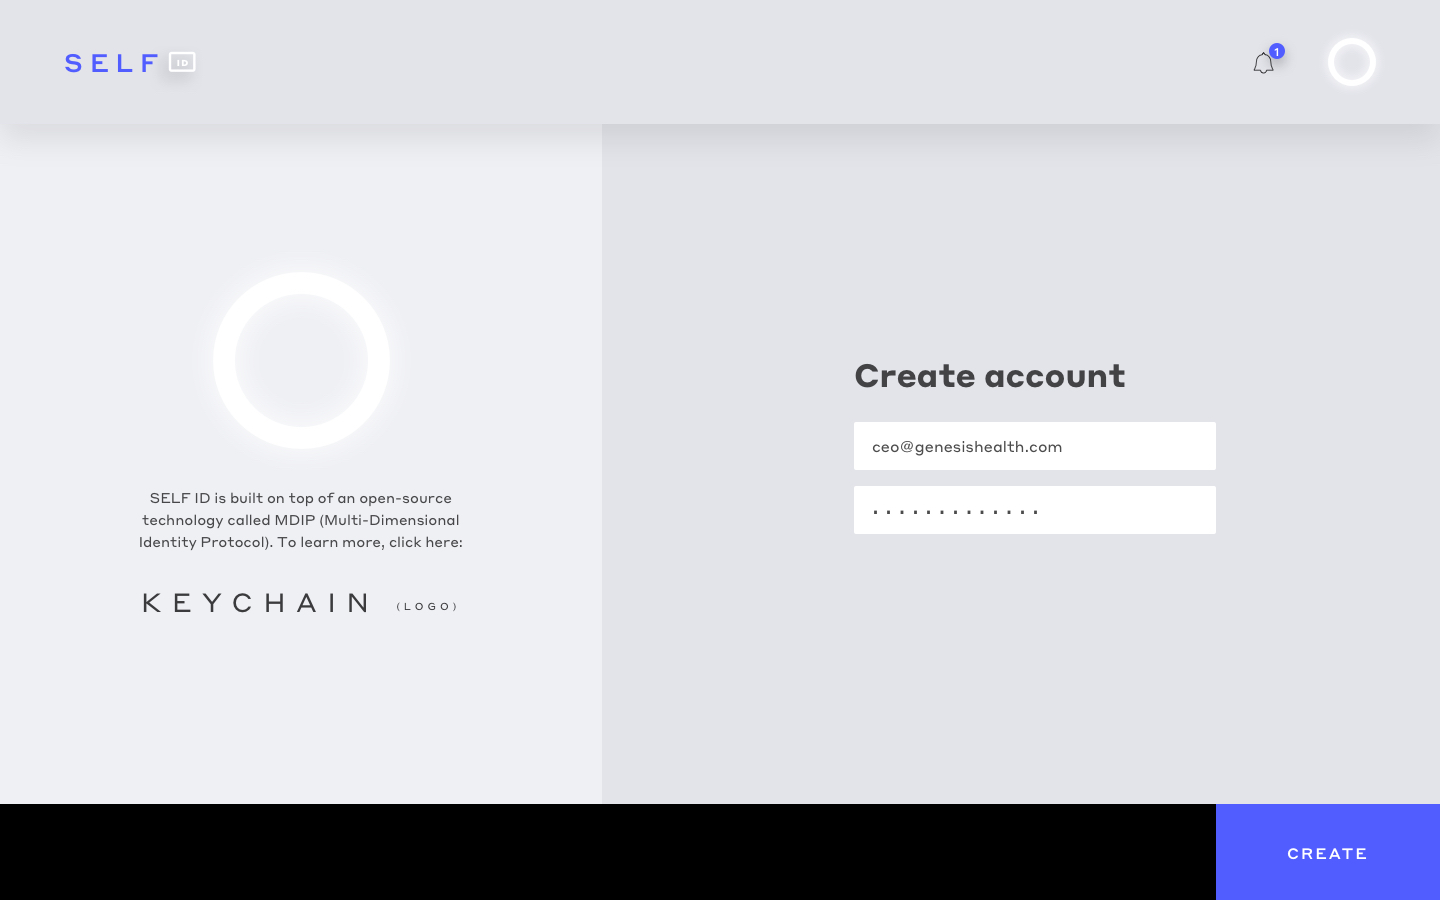 SELF ID
1
SELF ID is built on top of an open-source
technology called MDIP (Multi-Dimensional
Identity Protocol). To learn more, click here:
KEYCHAIN (LOGO)
Create account
ceo@genesishealth.com
.............
CREATE